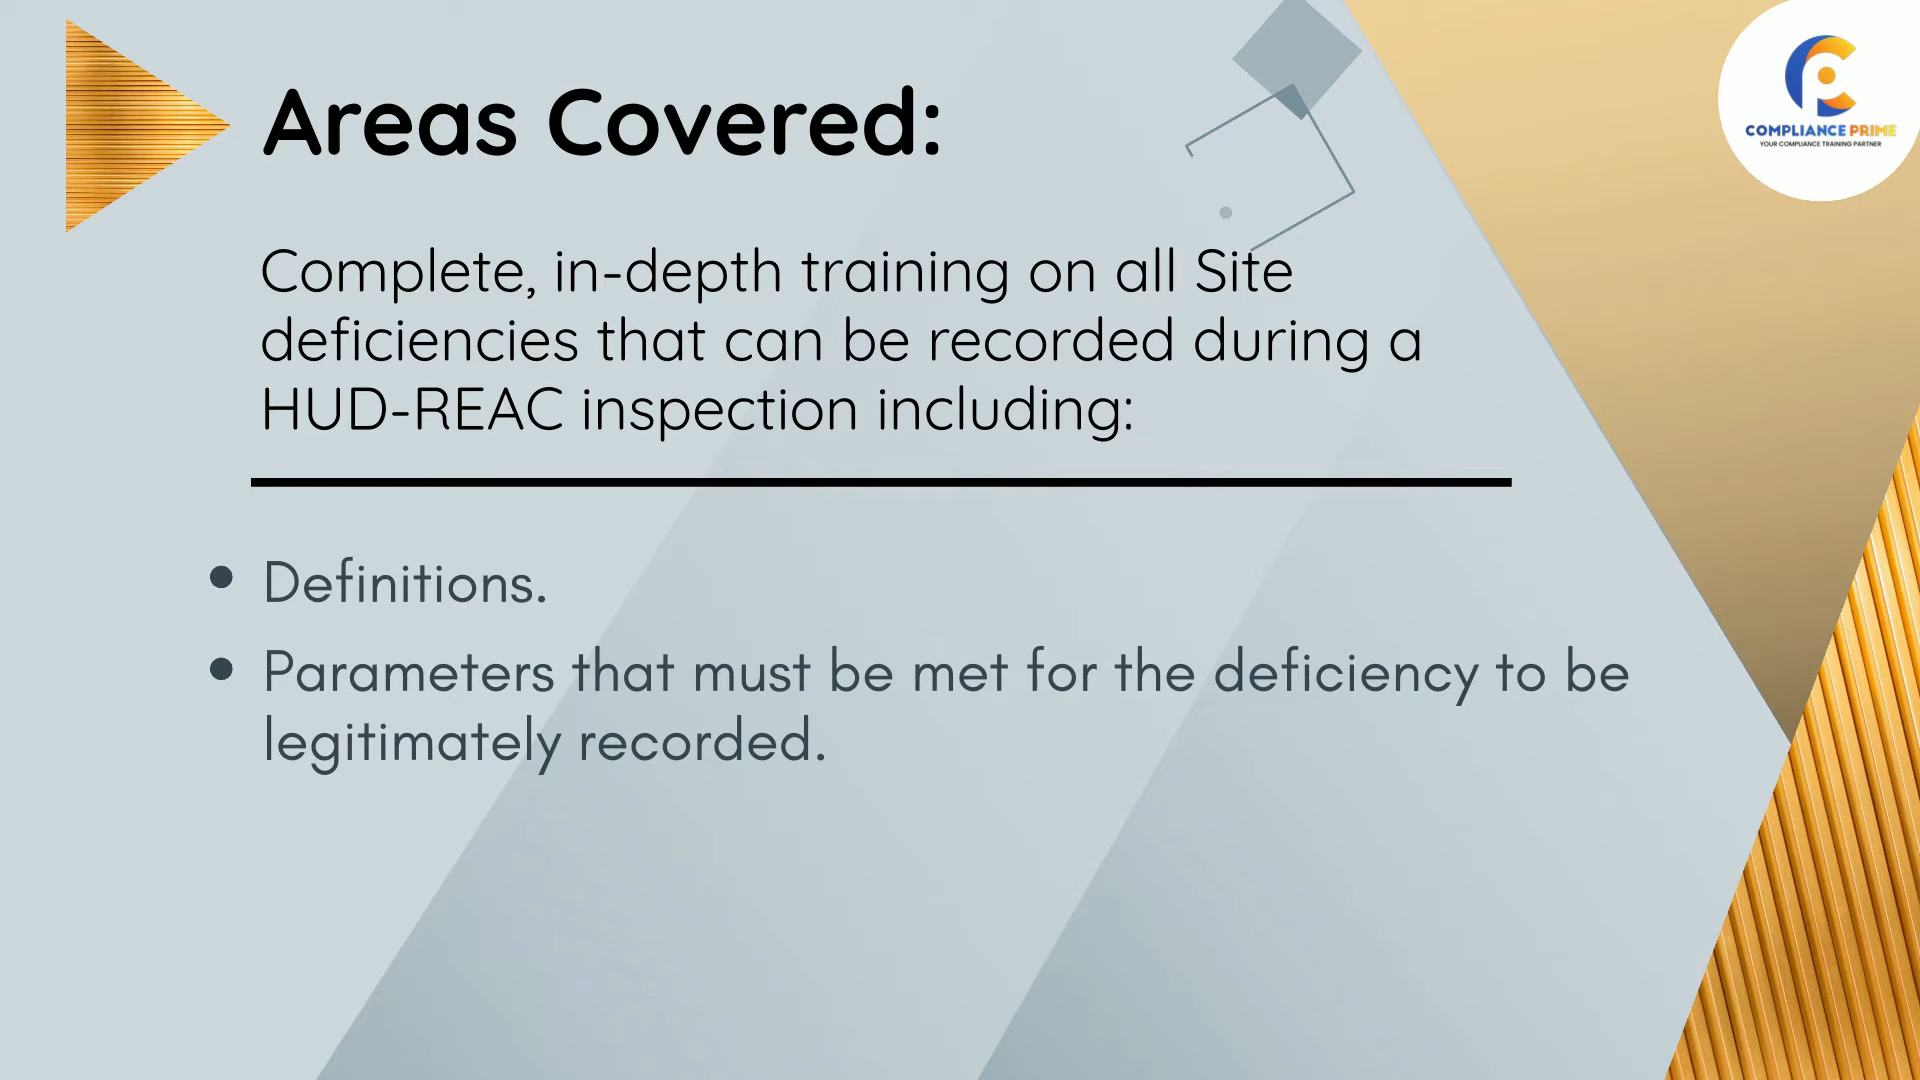 Areas Covered:
COMPLIANCE PRIME
YOUR COMPLIANCE TRAINING PARTNER
Complete, in-depth training on all Site
deficiencies that can be recorded during a
HUD-REAC inspection including:
• Definitions.
• Parameters that must be met for the deficiency to be
legitimately recorded.